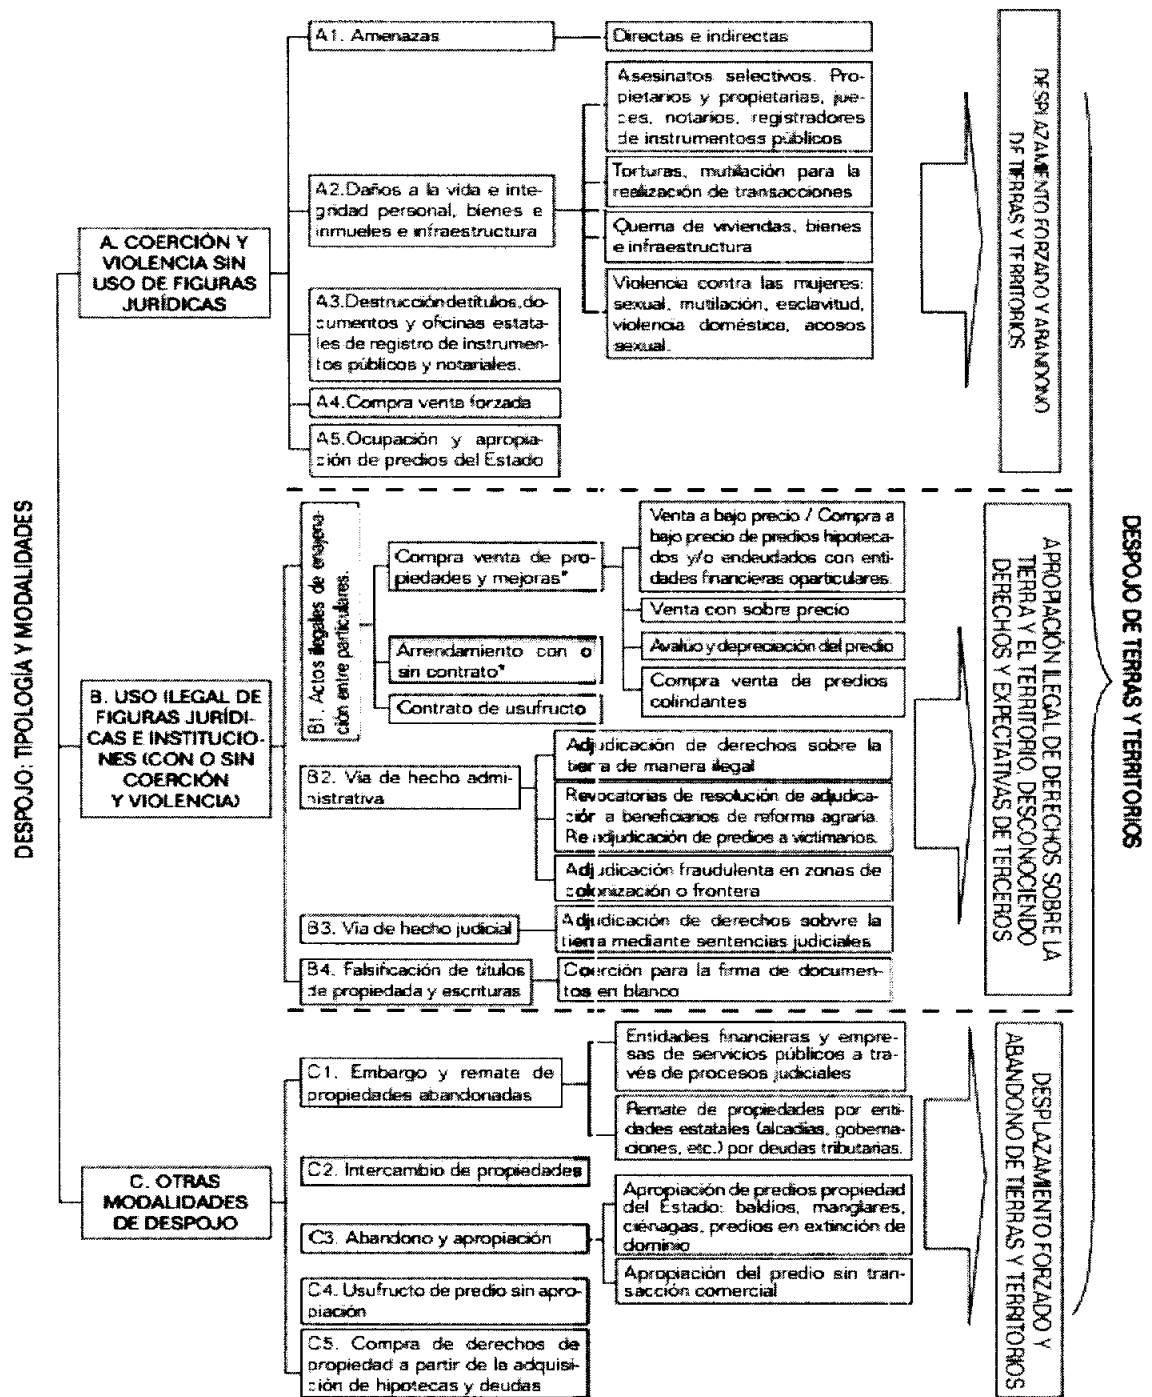 DESPOJO: TIPOLOGÍA Y MODALIDADES
A. COERCIÓN Y
VIOLENCIA SIN
USO DE FIGURAS
JURÍDICAS
A1. Amenazas
Directas e indirectas
A2.Daños a la vida e inte-
gridad personal, bienes e
inmuebles e infraestructura
Asesinatos selectivos. Pro-
pietarios y propietarias, jue-
ces, notarios, registradores
de instrumentoss públicos
Torturas, mutilación para la
realización de transacciones
Quema de viviendas, bienes
e infraestructura
Violencia contra las mujeres:
sexual, mutilación, esclavitud,
violencia doméstica, acosos
sexual.
A3.Destrucción de títulos, do-
cumentos y oficinas estata-
les de registro de instrumen-
tos públicos y notariales.
A4.Compra venta forzada
A5.Ocupación y apropia-
ción de predios del Estado
DESPLAZAMIENTO FORZADO Y ABANDONO
DE TIERRAS Y TERRITORIOS
B. USO ILEGAL DE
FIGURAS JURÍDI-
CAS E INSTITUCIO-
NES (CON O SIN
COERCIÓN
Y VIOLENCIA)
B1. Actos illegales de enajena-
ción entre particulares.
Compra venta de pro-
piedades y mejoras*
Venta a bajo precio / Compra a
bajo precio de predios hipoteca-
dos y/o endeudados con enti-
dades financieras oparticulares.
Venta con sobre precio
Avalúo y depreciación del predio
Compra venta de predios
colindantes
Arrendamiento con o
sin contrato*
Contrato de usufructo
B2. Via de hecho admi-
nistrativa
Adjudicación de derechos sobre la
tierra de manera ilegal
Revocatorias de resolución de adjudica-
ción a beneficiarios de reforma agraria.
Re adjudicación de predios a victimarios.
Adjudicación fraudulenta en zonas de
colonización o frontera
B3. Via de hecho judicial
Adjudicación de derechos sobvre la
tierra mediante sentencias judiciales
B4. Falsificación de títulos
de propiedada y escrituras
Coerción para la firma de documen-
tos en blanco
APROPIACIÓN ILEGAL DE DERECHOS SOBRE LA
TIERRA Y EL TERRITORIO, DESCONOCIENDO
DERECHOS Y EXPECTATIVAS DE TERCEROS
C. OTRAS
MODALIDADES
DE DESPOJO
C1. Embargo y remate de
propiedades abandonadas
Entidades financieras y empre-
sas de servicios públicos a tra-
vés de procesos judiciales
Remate de propiedades por enti-
dades estatales (alcadías, goberna-
ciones, etc.) por deudas tributarias.
C2. Intercambio de propiedades
C3. Abandono y apropiación
Apropiación de predios propiedad
del Estado: baldíos, manglares,
ciénagas, predios en extinción de
dominio
Apropiación del predio sin tran-
sacción comercial
C4. Usufructo de predio sin apro-
piación
C5. Compra de derechos de
propiedad a partir de la adquisi-
ción de hipotecas y deudas
DESPLAZAMIENTO FORZADO Y
ABANDONO DE TIERRAS Y TERRITORIOS
DESPOJO DE TERRAS Y TERRITORIOS